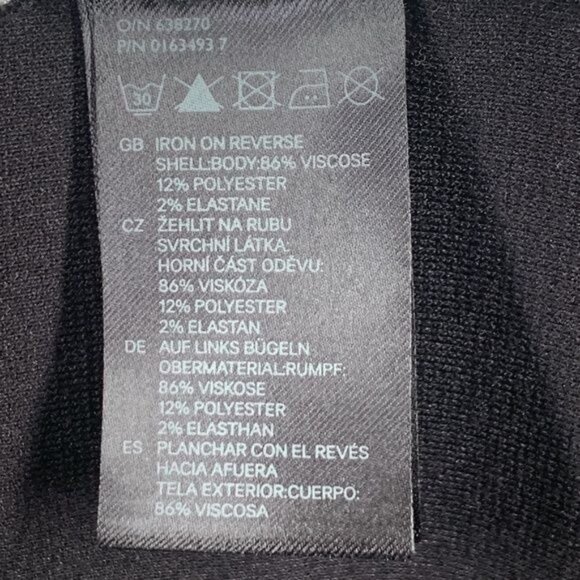 O/N 638270
P/N 0163493 7
30
GB IRON ON REVERSE
SHELL:BODY:86% VISCOSE
12% POLYESTER
2% ELASTANE
CZ ŽEHLIT NA RUBU
SVRCHNÍ LÁTKA:
HORNÍ ČÁST ODĚVU:
86% VISKÓZA
12% POLYESTER
2% ELASTAN
DE AUF LINKS BÜGELN
OBERMATERIAL:RUMPF:
86% VISKOSE
12% POLYESTER
2% ELASTHAN
ES PLANCHAR CON EL REVÉS
HACIA AFUERA
TELA EXTERIOR:CUERPO:
86% VISCOSA